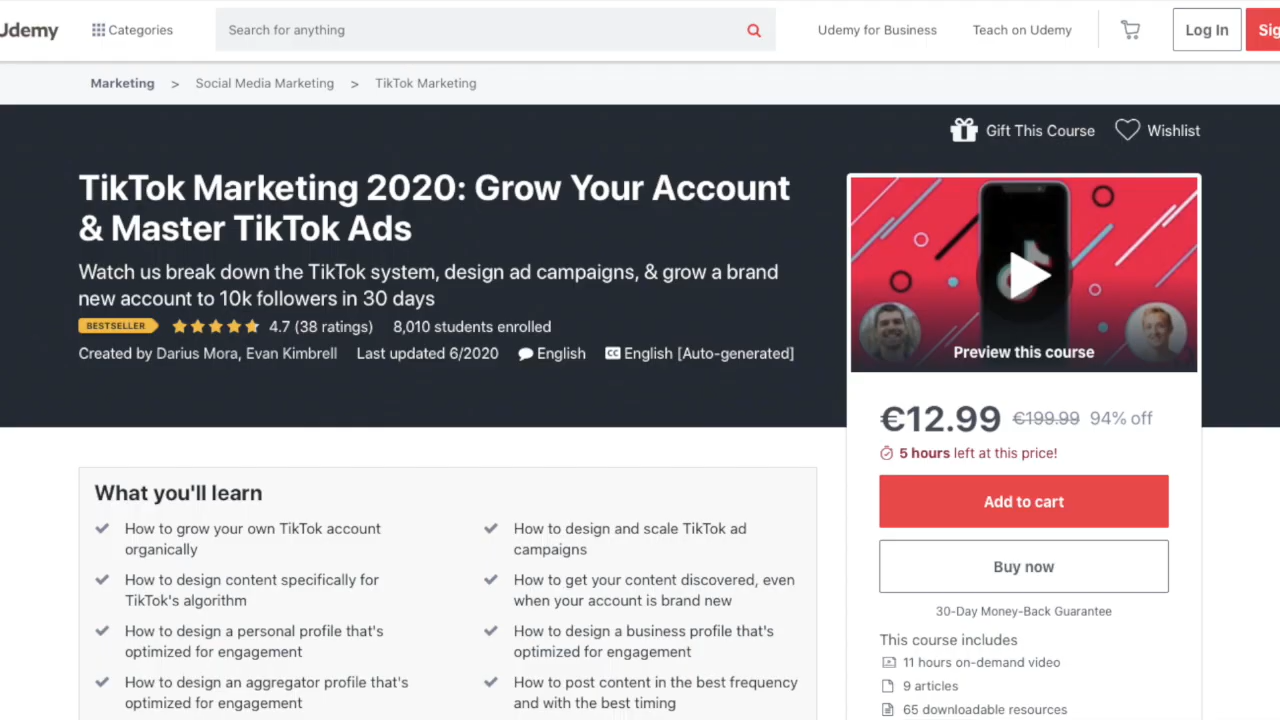 Udemy
Categories
Search for anything
Udemy for Business
Teach on Udemy
Log In
Sig
Marketing > Social Media Marketing > TikTok Marketing
Gift This Course
Wishlist
TikTok Marketing 2020: Grow Your Account
& Master TikTok Ads
Watch us break down the TikTok system, design ad campaigns, & grow a brand
new account to 10k followers in 30 days
BESTSELLER 4.7 (38 ratings) 8,010 students enrolled
Created by Darius Mora, Evan Kimbrell Last updated 6/2020 English CC English [Auto-generated]
Preview this course
€12.99 €199.99 94% off
5 hours left at this price!
Add to cart
Buy now
30-Day Money-Back Guarantee
This course includes
11 hours on-demand video
9 articles
65 downloadable resources
What you'll learn
How to grow your own TikTok account
organically
How to design content specifically for
TikTok's algorithm
How to design a personal profile that's
optimized for engagement
How to design an aggregator profile that's
optimized for engagement
How to design and scale TikTok ad
campaigns
How to get your content discovered, even
when your account is brand new
How to design a business profile that's
optimized for engagement
How to post content in the best frequency
and with the best timing